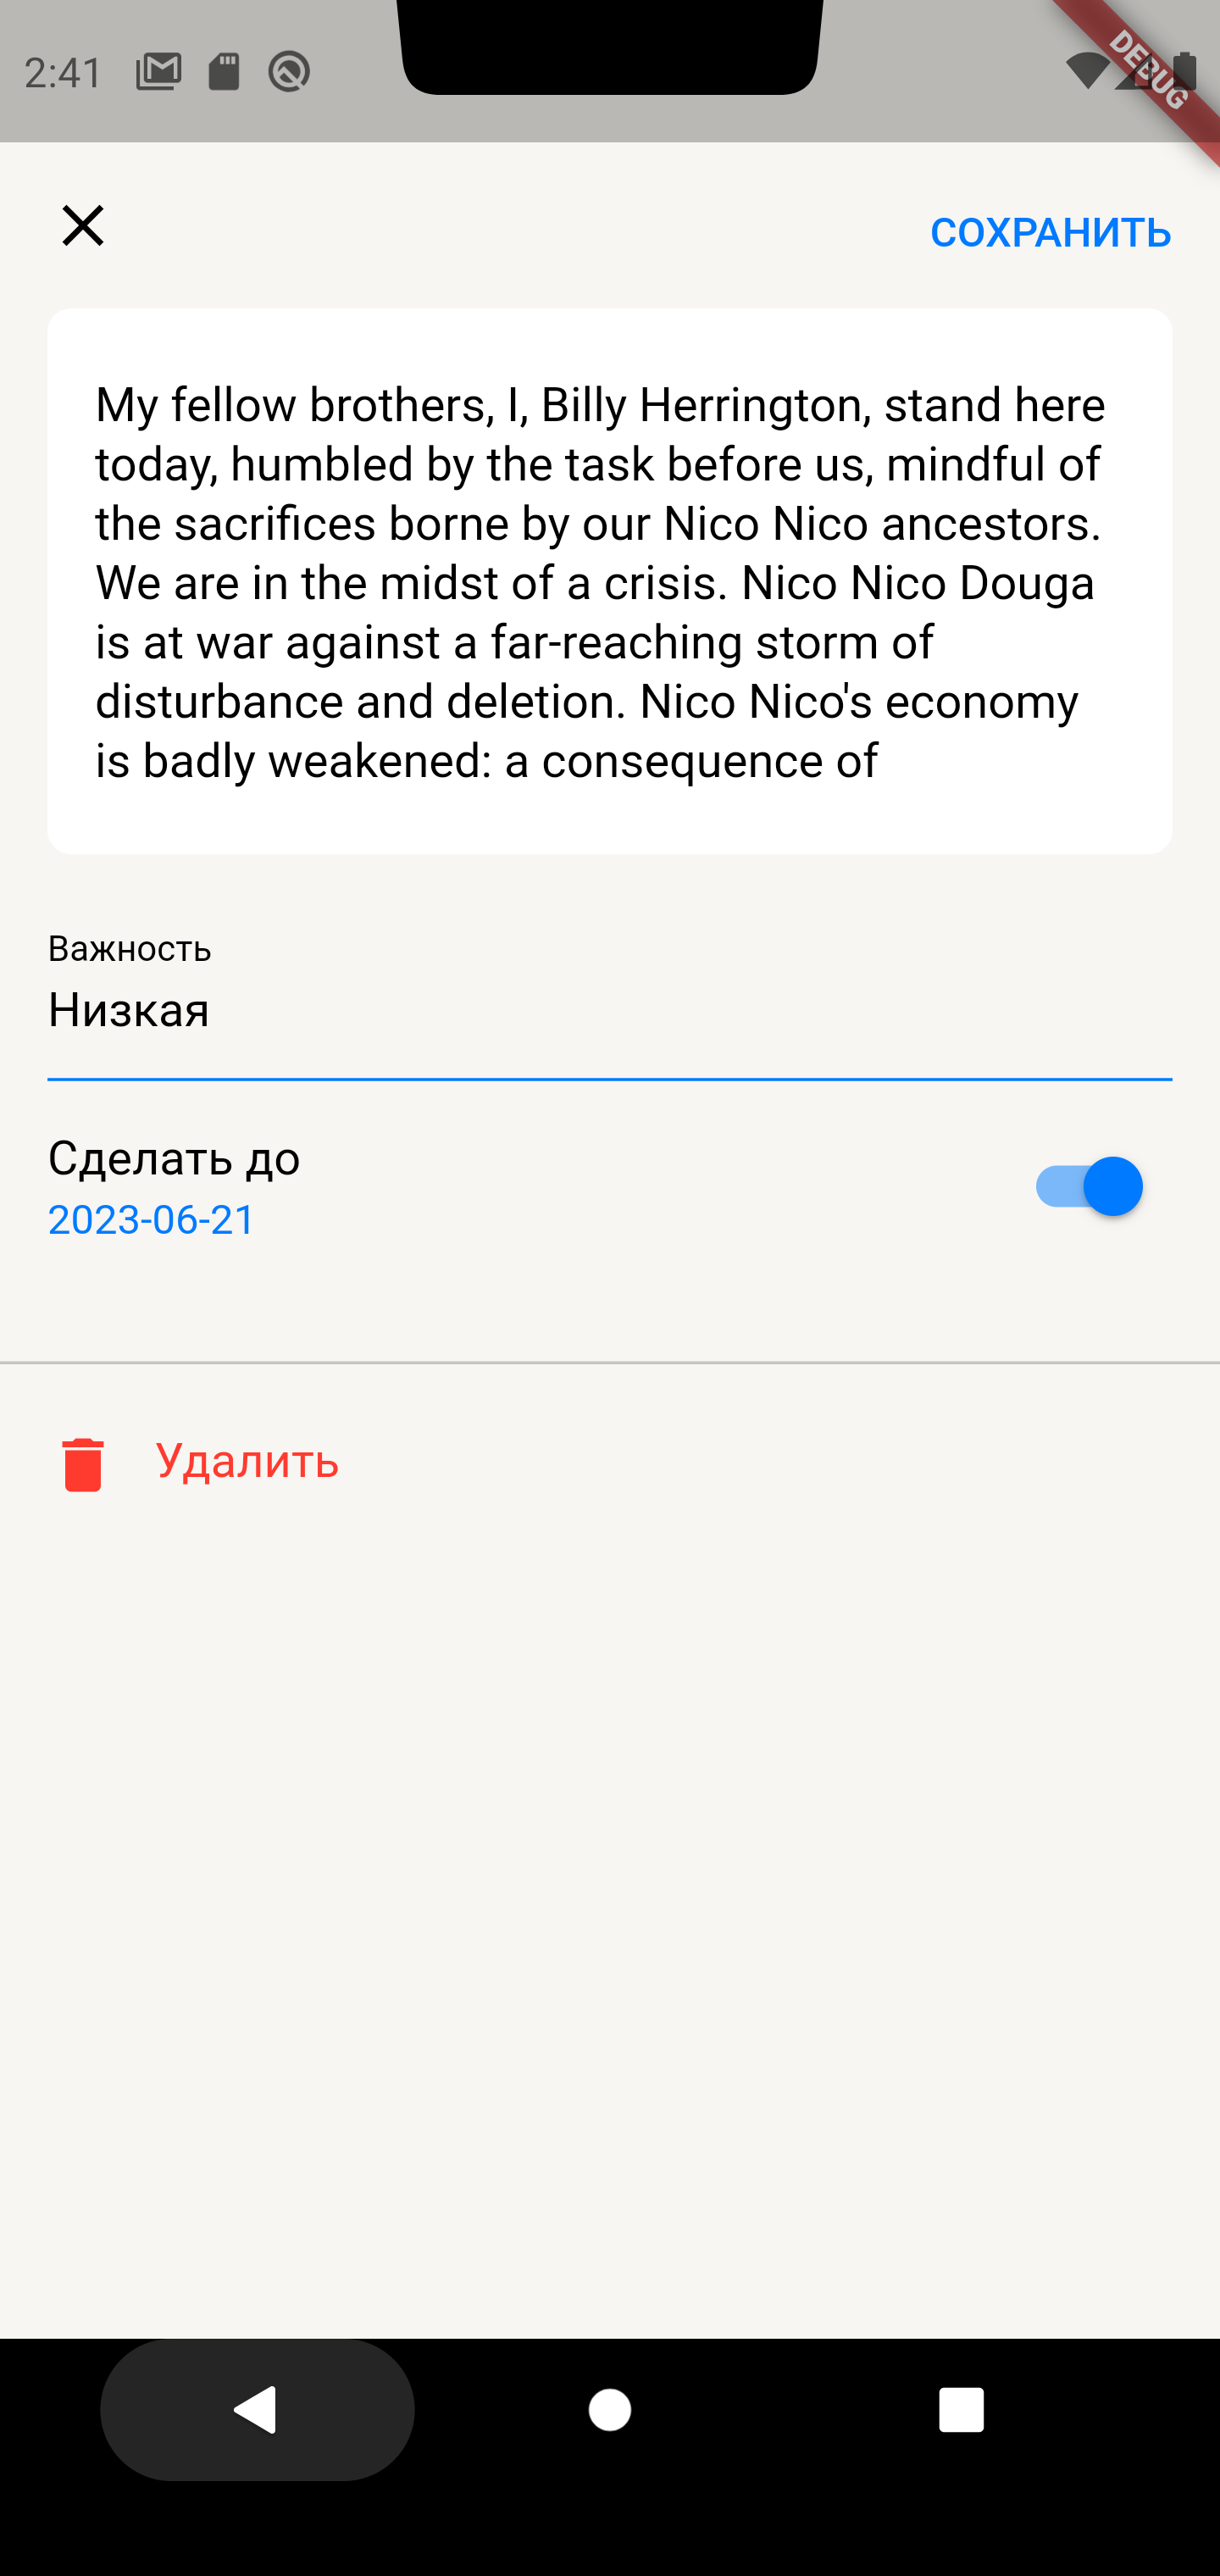 2:41
DEBUG
СОХРАНИТЬ
My fellow brothers, I, Billy Herrington, stand here
today, humbled by the task before us, mindful of
the sacrifices borne by our Nico Nico ancestors.
We are in the midst of a crisis. Nico Nico Douga
is at war against a far-reaching storm of
disturbance and deletion. Nico Nico's economy
is badly weakened: a consequence of
Важность
Низкая
Сделать до
2023-06-21
Удалить